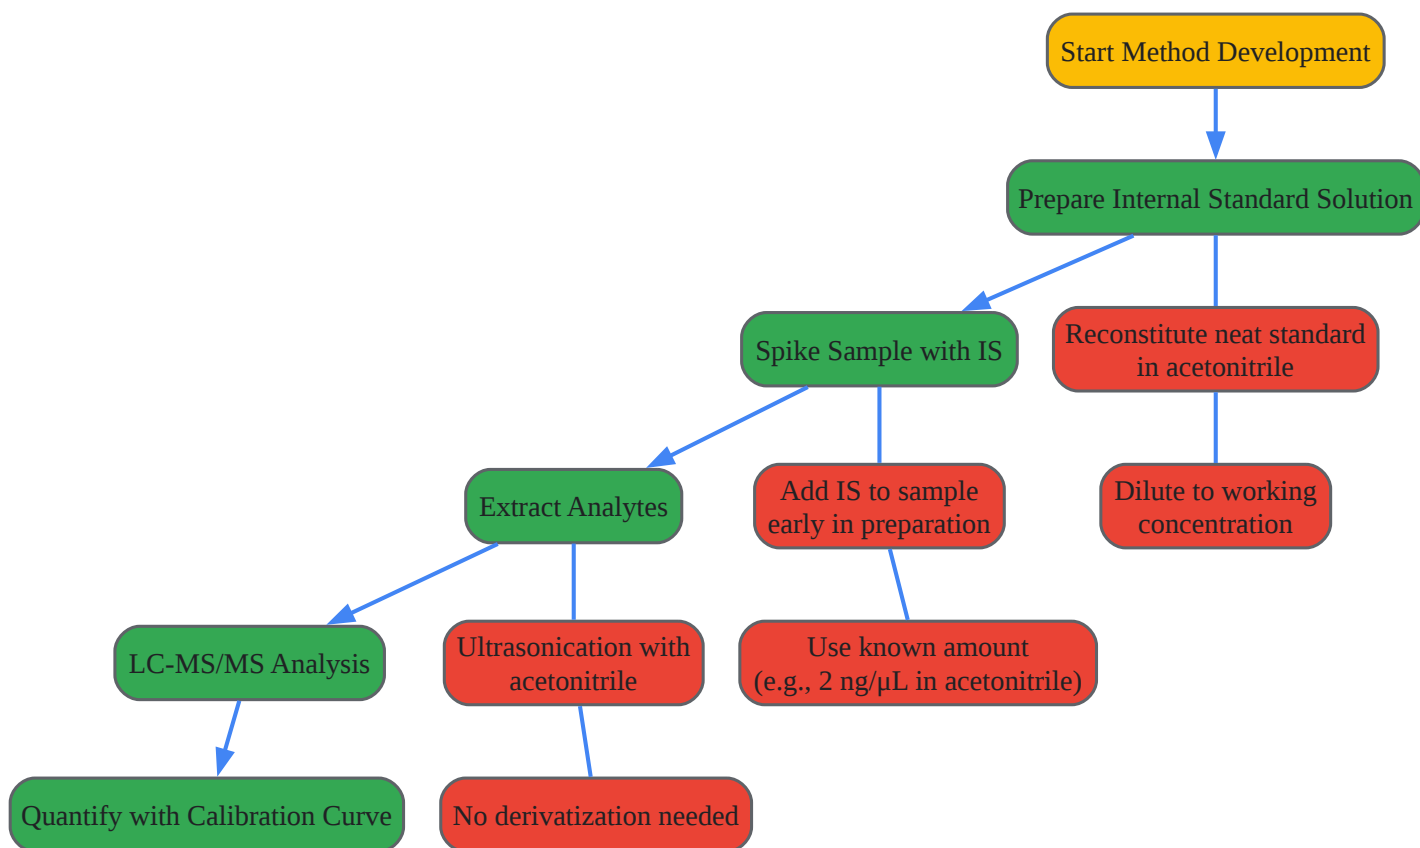 Start Method Development
Prepare Internal Standard Solution
Spike Sample with IS
Reconstitute neat standard
in acetonitrile
Extract Analytes
Add IS to sample
early in preparation
Dilute to working
concentration
LC-MS/MS Analysis
Ultrasonication with
acetonitrile
Use known amount
(e.g., 2 ng/μL in acetonitrile)
Quantify with Calibration Curve
No derivatization needed